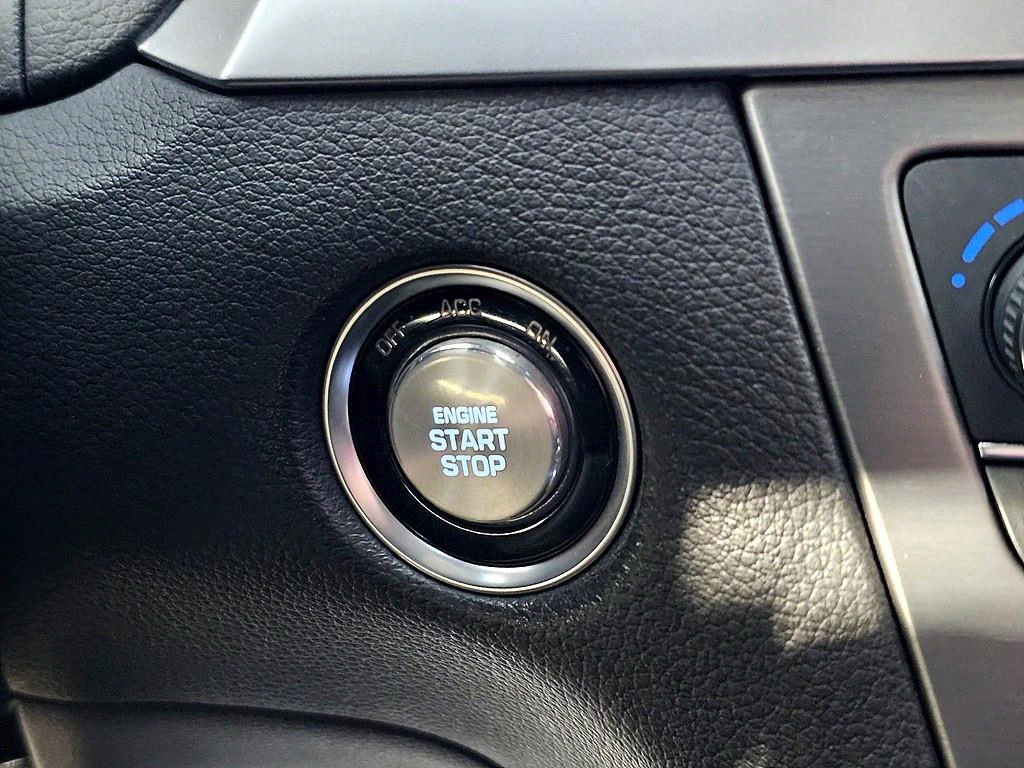 OFF ACC ON
ENGINE
START
STOP